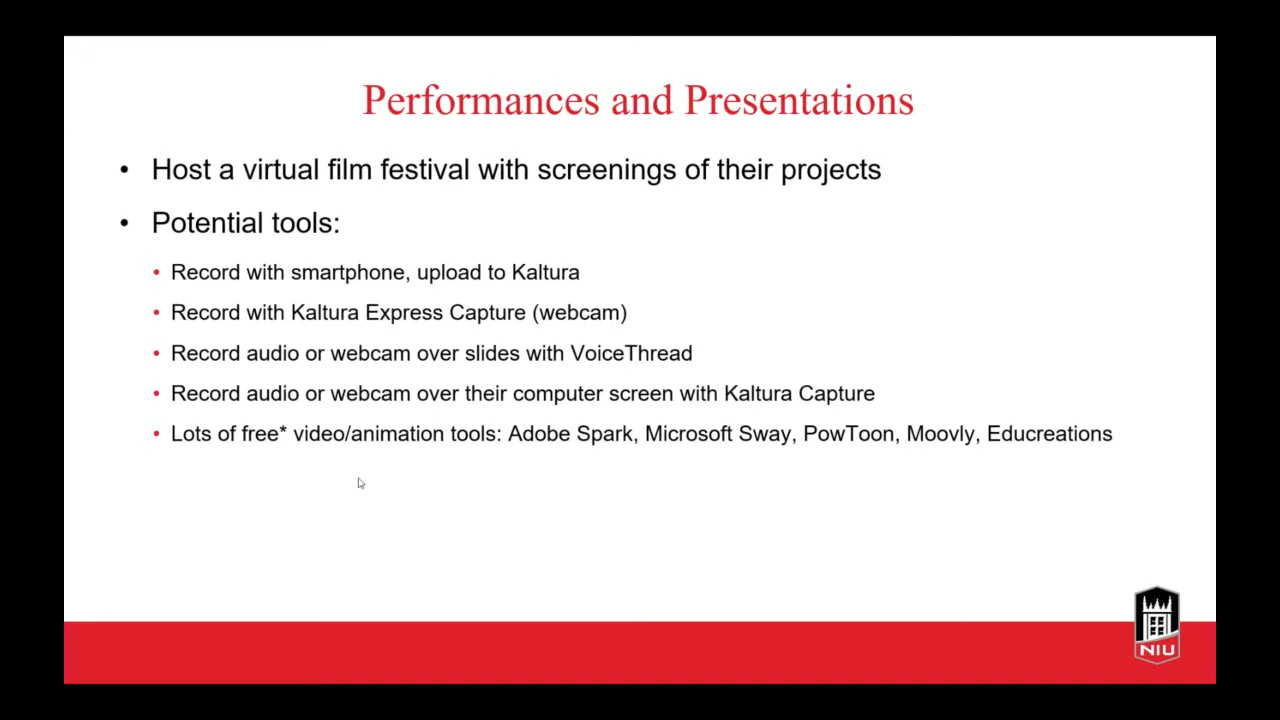 Performances and Presentations
• Host a virtual film festival with screenings of their projects
• Potential tools:
• Record with smartphone, upload to Kaltura
• Record with Kaltura Express Capture (webcam)
• Record audio or webcam over slides with VoiceThread
• Record audio or webcam over their computer screen with Kaltura Capture
• Lots of free* video/animation tools: Adobe Spark, Microsoft Sway, PowToon, Moovly, Educreations
NIU